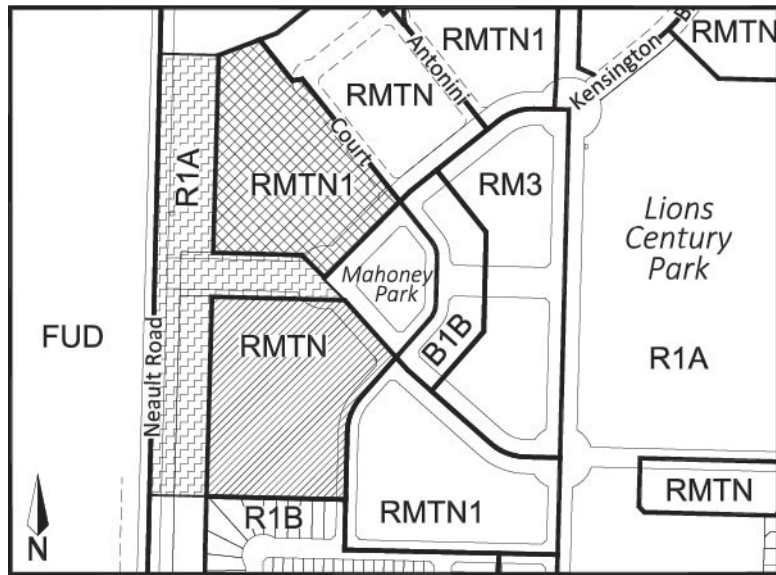 RMTN1
RMTN
Antonini
Kensington B
RMTN
Court
R1A
RMTN1
RM3
Lions
Century
Park
Mahoney
Park
FUD
Neault Road
RMTN
B1B
R1A
RMTN
R1B
RMTN1
N